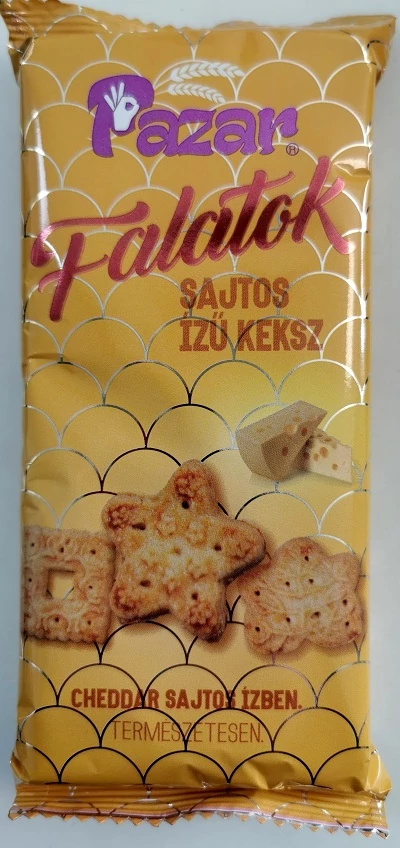 Pazar®
Falatok
SAJTOS
ÍZŰ KEKSZ
CHEDDAR SAJTOS ÍZBEN.
TERMÉSZETESEN.